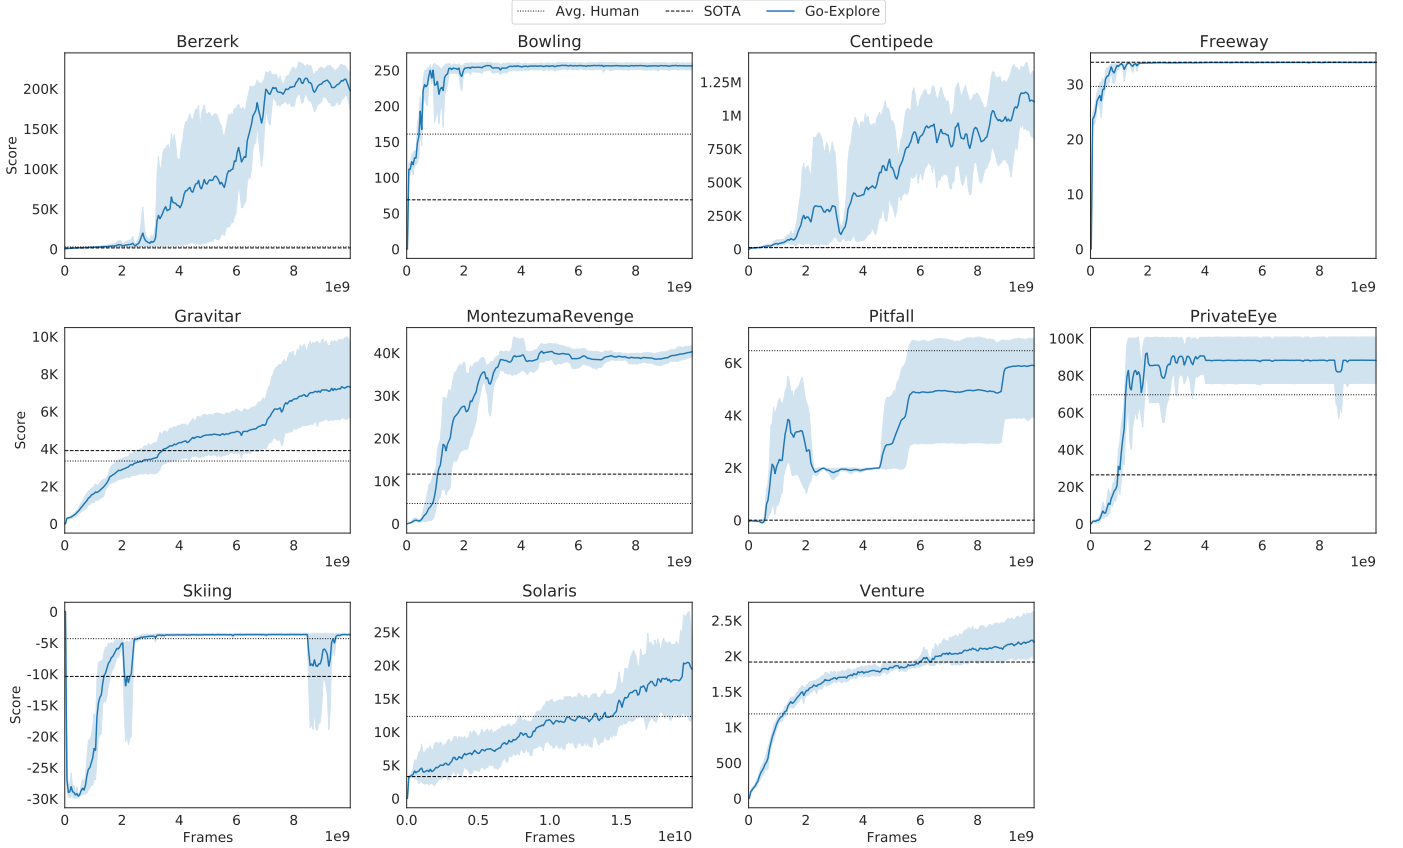 Avg. Human SOTA Go-Explore
Berzerk Bowling Centipede Freeway
Score
200K
150K
100K
50K
0
0 2 4 6 8
1e9
250
200
150
100
50
0
0 2 4 6 8
1e9
1.25M
1M
750K
500K
250K
0
0 2 4 6 8
1e9
30
20
10
0
0 2 4 6 8
1e9
Gravitar MontezumaRevenge Pitfall PrivateEye
Score
10K
8K
6K
4K
2K
0
0 2 4 6 8
1e9
40K
30K
20K
10K
0
0 2 4 6 8
1e9
6K
4K
2K
0
0 2 4 6 8
1e9
100K
80K
60K
40K
20K
0
0 2 4 6 8
1e9
Skiing Solaris Venture
Score
0
-5K
-10K
-15K
-20K
-25K
-30K
0 2 4 6 8
Frames 1e9
25K
20K
15K
10K
5K
0
0.0 0.5 1.0 1.5
Frames 1e10
2.5K
2K
1.5K
1K
500
0
0 2 4 6 8
Frames 1e9